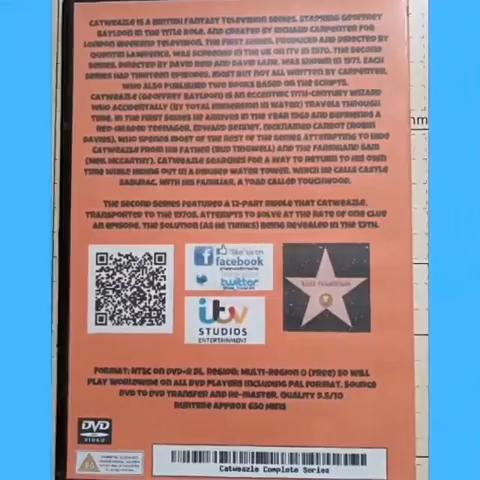 CATWEAZLE IS A BRITISH FANTASY TELEVISION SERIES, STARRING GEOFFREY
BAYLDON IN THE TITLE ROLE, AND CREATED BY RICHARD CARPENTER FOR
LONDON WEEKEND TELEVISION. THE FIRST SERIES, PRODUCED AND DIRECTED BY
QUENTIN LAWRENCE, WAS SCREENED IN THE UK ON ITV IN 1970. THE SECOND
SERIES, DIRECTED BY DAVID REID AND DAVID LANE, WAS SHOWN IN 1971. EACH
SERIES HAD THIRTEEN EPISODES, MOST BUT NOT ALL WRITTEN BY CARPENTER,
WHO ALSO PUBLISHED TWO BOOKS BASED ON THE SCRIPTS.
CATWEAZLE (GEOFFREY BAYLDON) IS AN ECCENTRIC 11TH-CENTURY WIZARD
WHO ACCIDENTALLY (BY TOTAL IMMERSION IN WATER) TRAVELS THROUGH
TIME. IN THE FIRST SERIES HE ARRIVES IN THE YEAR 1969 AND BEFRIENDS A
RED-HEADED TEENAGER, EDWARD BENNET, NICKNAMED CARROT (ROBIN
DAVIES), WHO SPENDS MOST OF THE REST OF THE SERIES ATTEMPTING TO HIDE
CATWEAZLE FROM HIS FATHER (BUD TINGWELL) AND THE FARMHAND SAM
(NEIL MCCARTHY). CATWEAZLE SEARCHES FOR A WAY TO RETURN TO HIS OWN
TIME WHILE HIDING OUT IN A DISUSED WATER TOWER, WHICH HE CALLS CASTLE
SABURAC, WITH HIS FAMILIAR, A TOAD CALLED TOUCHWOOD.
THE SECOND SERIES FEATURED A 12-PART RIDDLE THAT CATWEAZLE,
TRANSPORTED TO THE 1970S, ATTEMPTS TO SOLVE AT THE RATE OF ONE CLUE
AN EPISODE, THE SOLUTION (AS HE THINKS) BEING REVEALED IN THE 13TH.
"like" us on
facebook
twitter
itv
STUDIOS
ENTERTAINMENT
FORMAT: NTSC ON DVD+R DL. REGION: MULTI-REGION 0 (FREE) SO WILL
PLAY WORLDWIDE ON ALL DVD PLAYERS INCLUDING PAL FORMAT. SOURCE
DVD TO DVD TRANSFER AND RE-MASTER. QUALITY 9.5/10
RUNTIME APPROX 650 MINS
DVD
VIDEO
PG
Catweazle Complete Series
mm